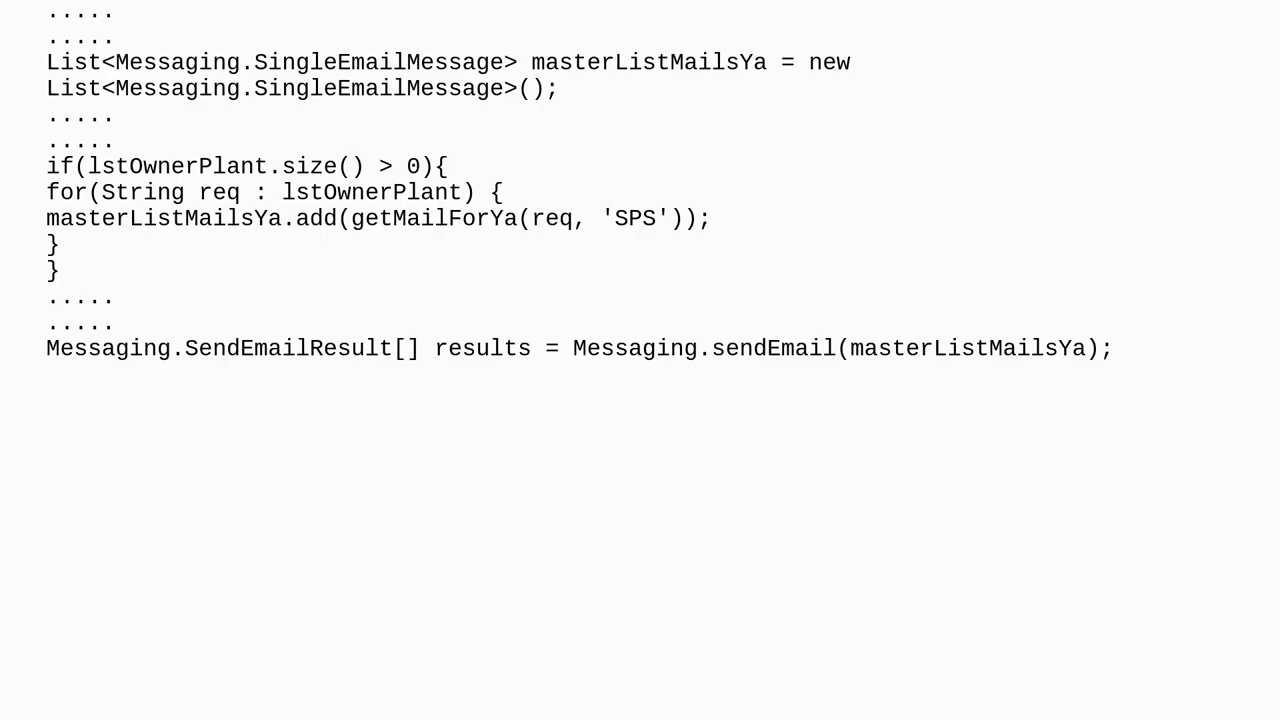 .....
.....
List<Messaging.SingleEmailMessage> masterListMailsYa = new
List<Messaging.SingleEmailMessage>();
.....
.....
if(lstOwnerPlant.size() > 0){
for(String req : lstOwnerPlant) {
masterListMailsYa.add(getMailForYa(req, 'SPS'));
}
}
.....
.....
Messaging.SendEmailResult[] results = Messaging.sendEmail(masterListMailsYa);